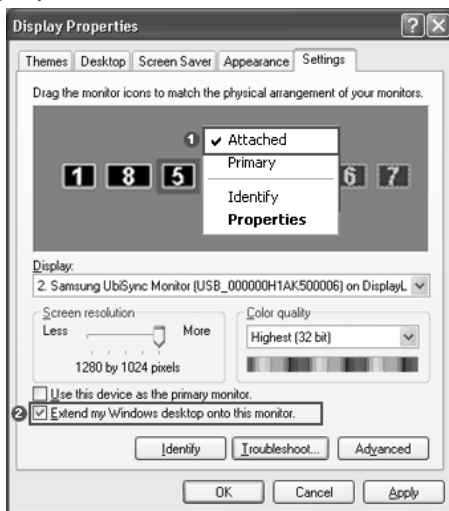 Display Properties
Themes Desktop Screen Saver Appearance Settings
Drag the monitor icons to match the physical arrangement of your monitors.
1 Attached
Primary
1 8 5 6 7
Identify
Properties
Display:
2. Samsung UbiSync Monitor (USB_000000H1AK500006) on DisplayL
Screen resolution
Color quality
Less More
Highest (32 bit)
1280 by 1024 pixels
Use this device as the primary monitor.
2 Extend my Windows desktop onto this monitor.
Identify Troubleshoot... Advanced
OK Cancel Apply